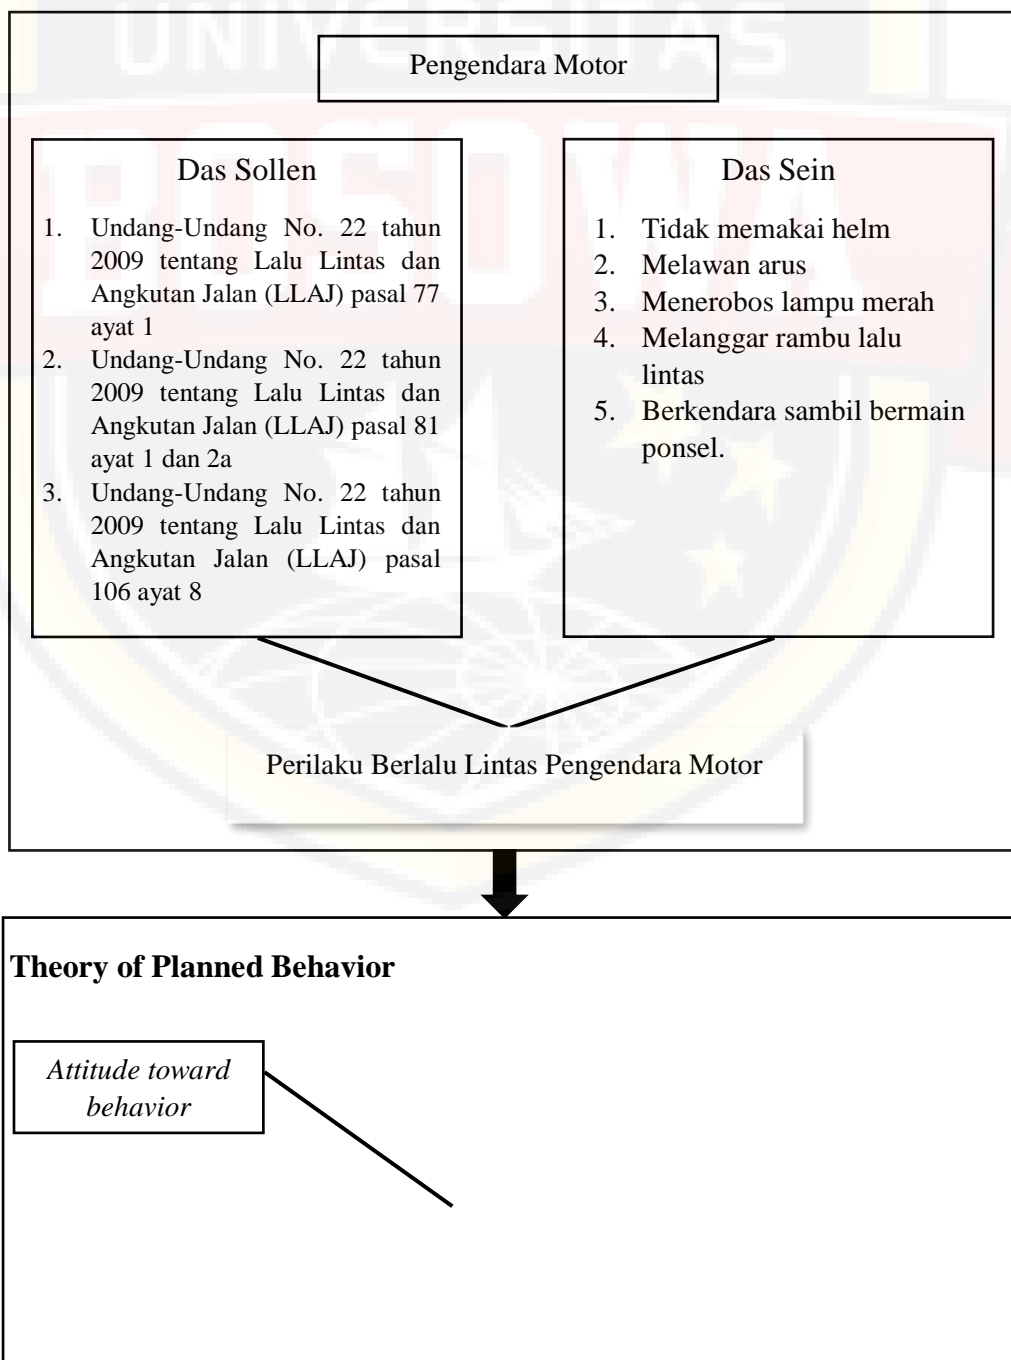 UNIVERSITAS
BOSOWA
Pengendara Motor
Das Sollen
1. Undang-Undang No. 22 tahun
2009 tentang Lalu Lintas dan
Angkutan Jalan (LLAJ) pasal 77
ayat 1
2. Undang-Undang No. 22 tahun
2009 tentang Lalu Lintas dan
Angkutan Jalan (LLAJ) pasal 81
ayat 1 dan 2a
3. Undang-Undang No. 22 tahun
2009 tentang Lalu Lintas dan
Angkutan Jalan (LLAJ) pasal
106 ayat 8
Das Sein
1. Tidak memakai helm
2. Melawan arus
3. Menerobos lampu merah
4. Melanggar rambu lalu
lintas
5. Berkendara sambil bermain
ponsel.
Perilaku Berlalu Lintas Pengendara Motor
Theory of Planned Behavior
Attitude toward
behavior